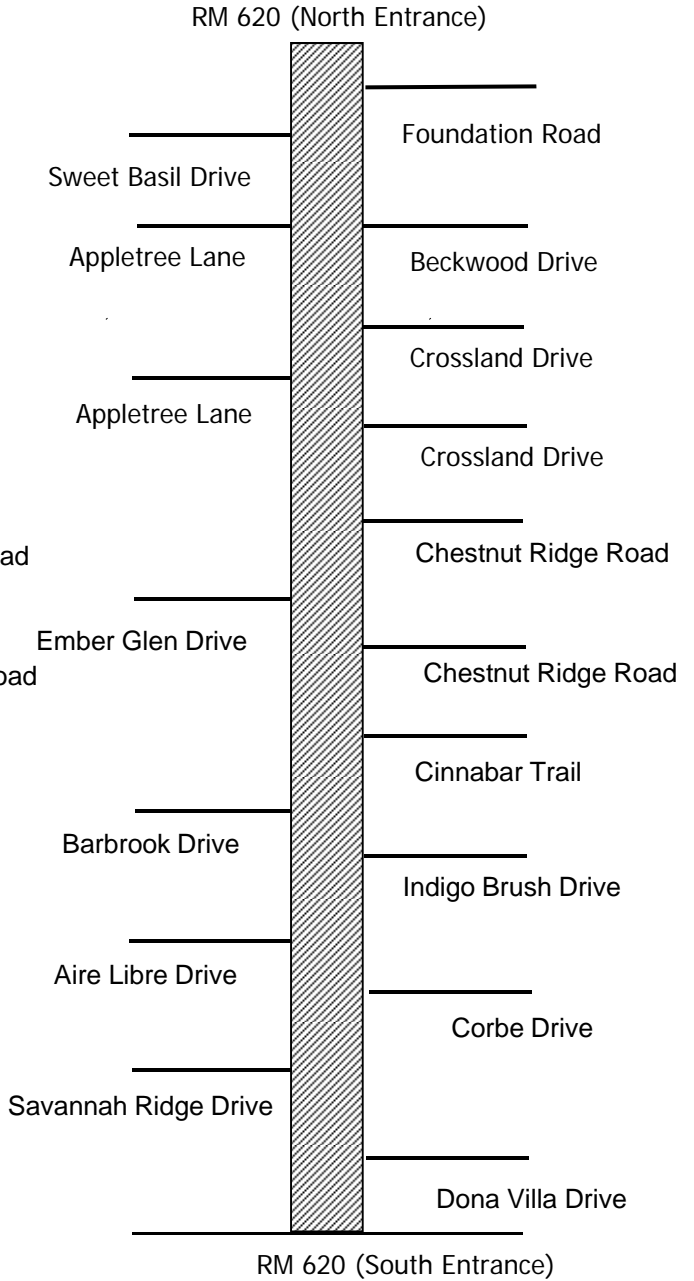 RM 620 (North Entrance)
Foundation Road
Sweet Basil Drive
Appletree Lane
Beckwood Drive
Crossland Drive
Appletree Lane
Crossland Drive
Chestnut Ridge Road
ad
Ember Glen Drive
Chestnut Ridge Road
oad
Cinnabar Trail
Barbrook Drive
Indigo Brush Drive
Aire Libre Drive
Corbe Drive
Savannah Ridge Drive
Dona Villa Drive
RM 620 (South Entrance)